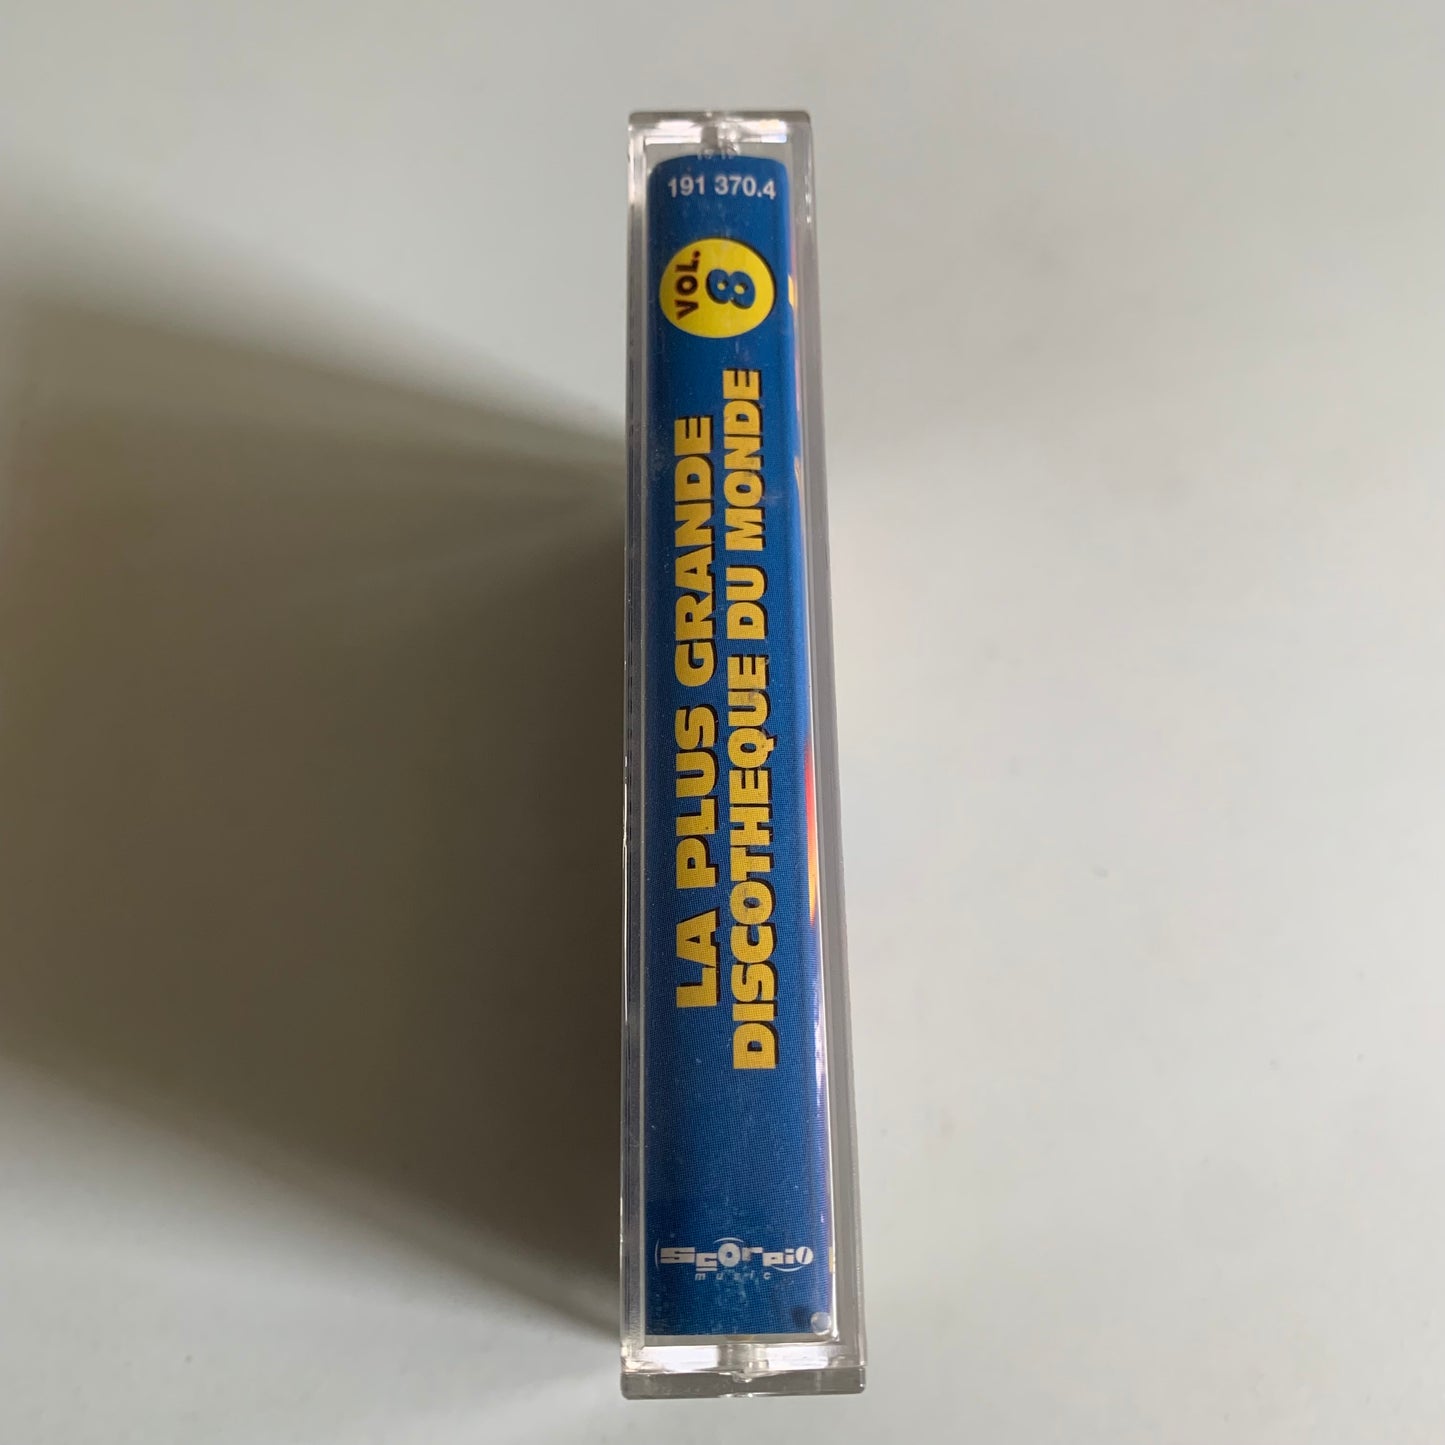 191 370.4
VOL.
8
LA PLUS GRANDE
DISCOTHEQUE DU MONDE
scorpio
music